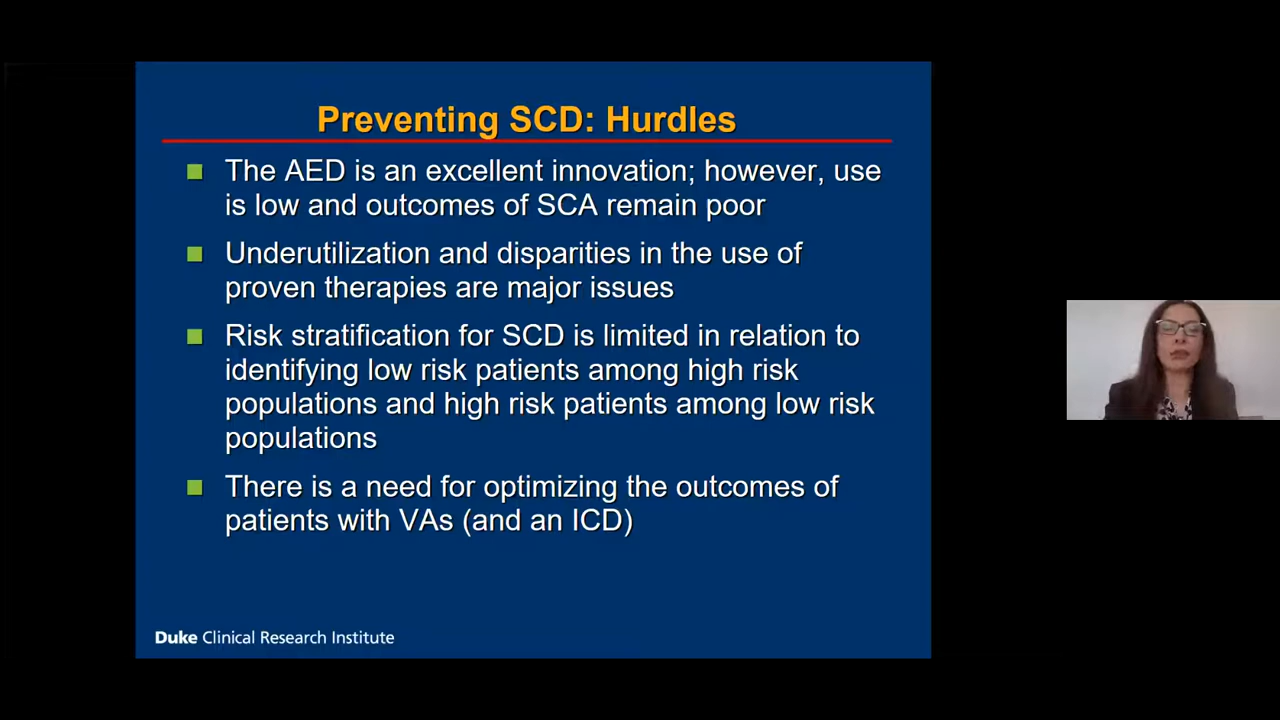 Preventing SCD: Hurdles
The AED is an excellent innovation; however, use
is low and outcomes of SCA remain poor
Underutilization and disparities in the use of
proven therapies are major issues
Risk stratification for SCD is limited in relation to
identifying low risk patients among high risk
populations and high risk patients among low risk
populations
There is a need for optimizing the outcomes of
patients with VAs (and an ICD)
Duke Clinical Research Institute